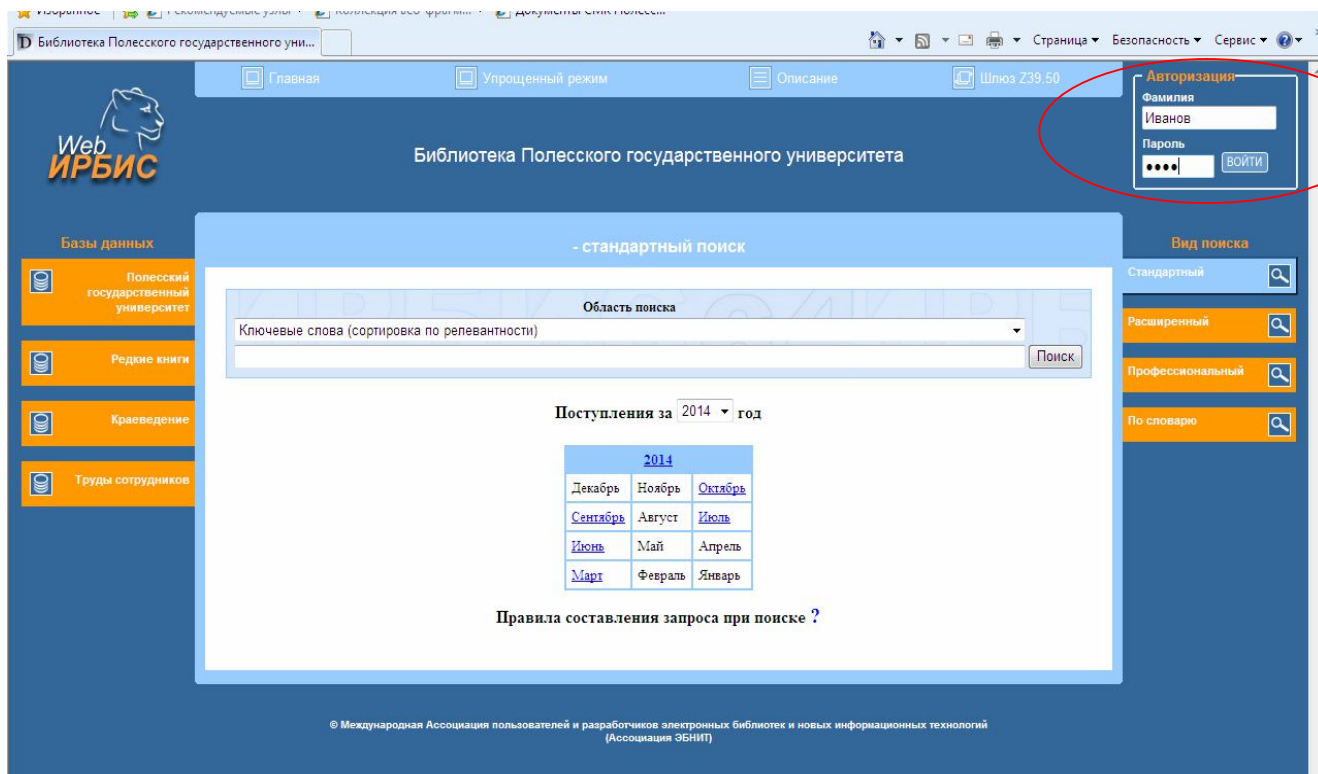 Библиотека Полесского государственного уни...
Страница Безопасность Сервис
Главная
Упрощенный режим
Описание
Шлюз Z39.50
Авторизация
Фамилия
Иванов
Пароль
••••
ВОЙТИ
Web
ИРБИС
Библиотека Полесского государственного университета
Базы данных
Полесский
государственный
университет
Редкие книги
Краеведение
Труды сотрудников
- стандартный поиск
Область поиска
Ключевые слова (сортировка по релевантности)
Поиск
Поступления за 2014 год
2014
Декабрь Ноябрь Октябрь
Сентябрь Август Июль
Июнь Май Апрель
Март Февраль Январь
Правила составления запроса при поиске ?
Вид поиска
Стандартный
Расширенный
Профессиональный
По словарю
© Международная Ассоциация пользователей и разработчиков электронных библиотек и новых информационных технологий
(Ассоциация ЭБНИТ)